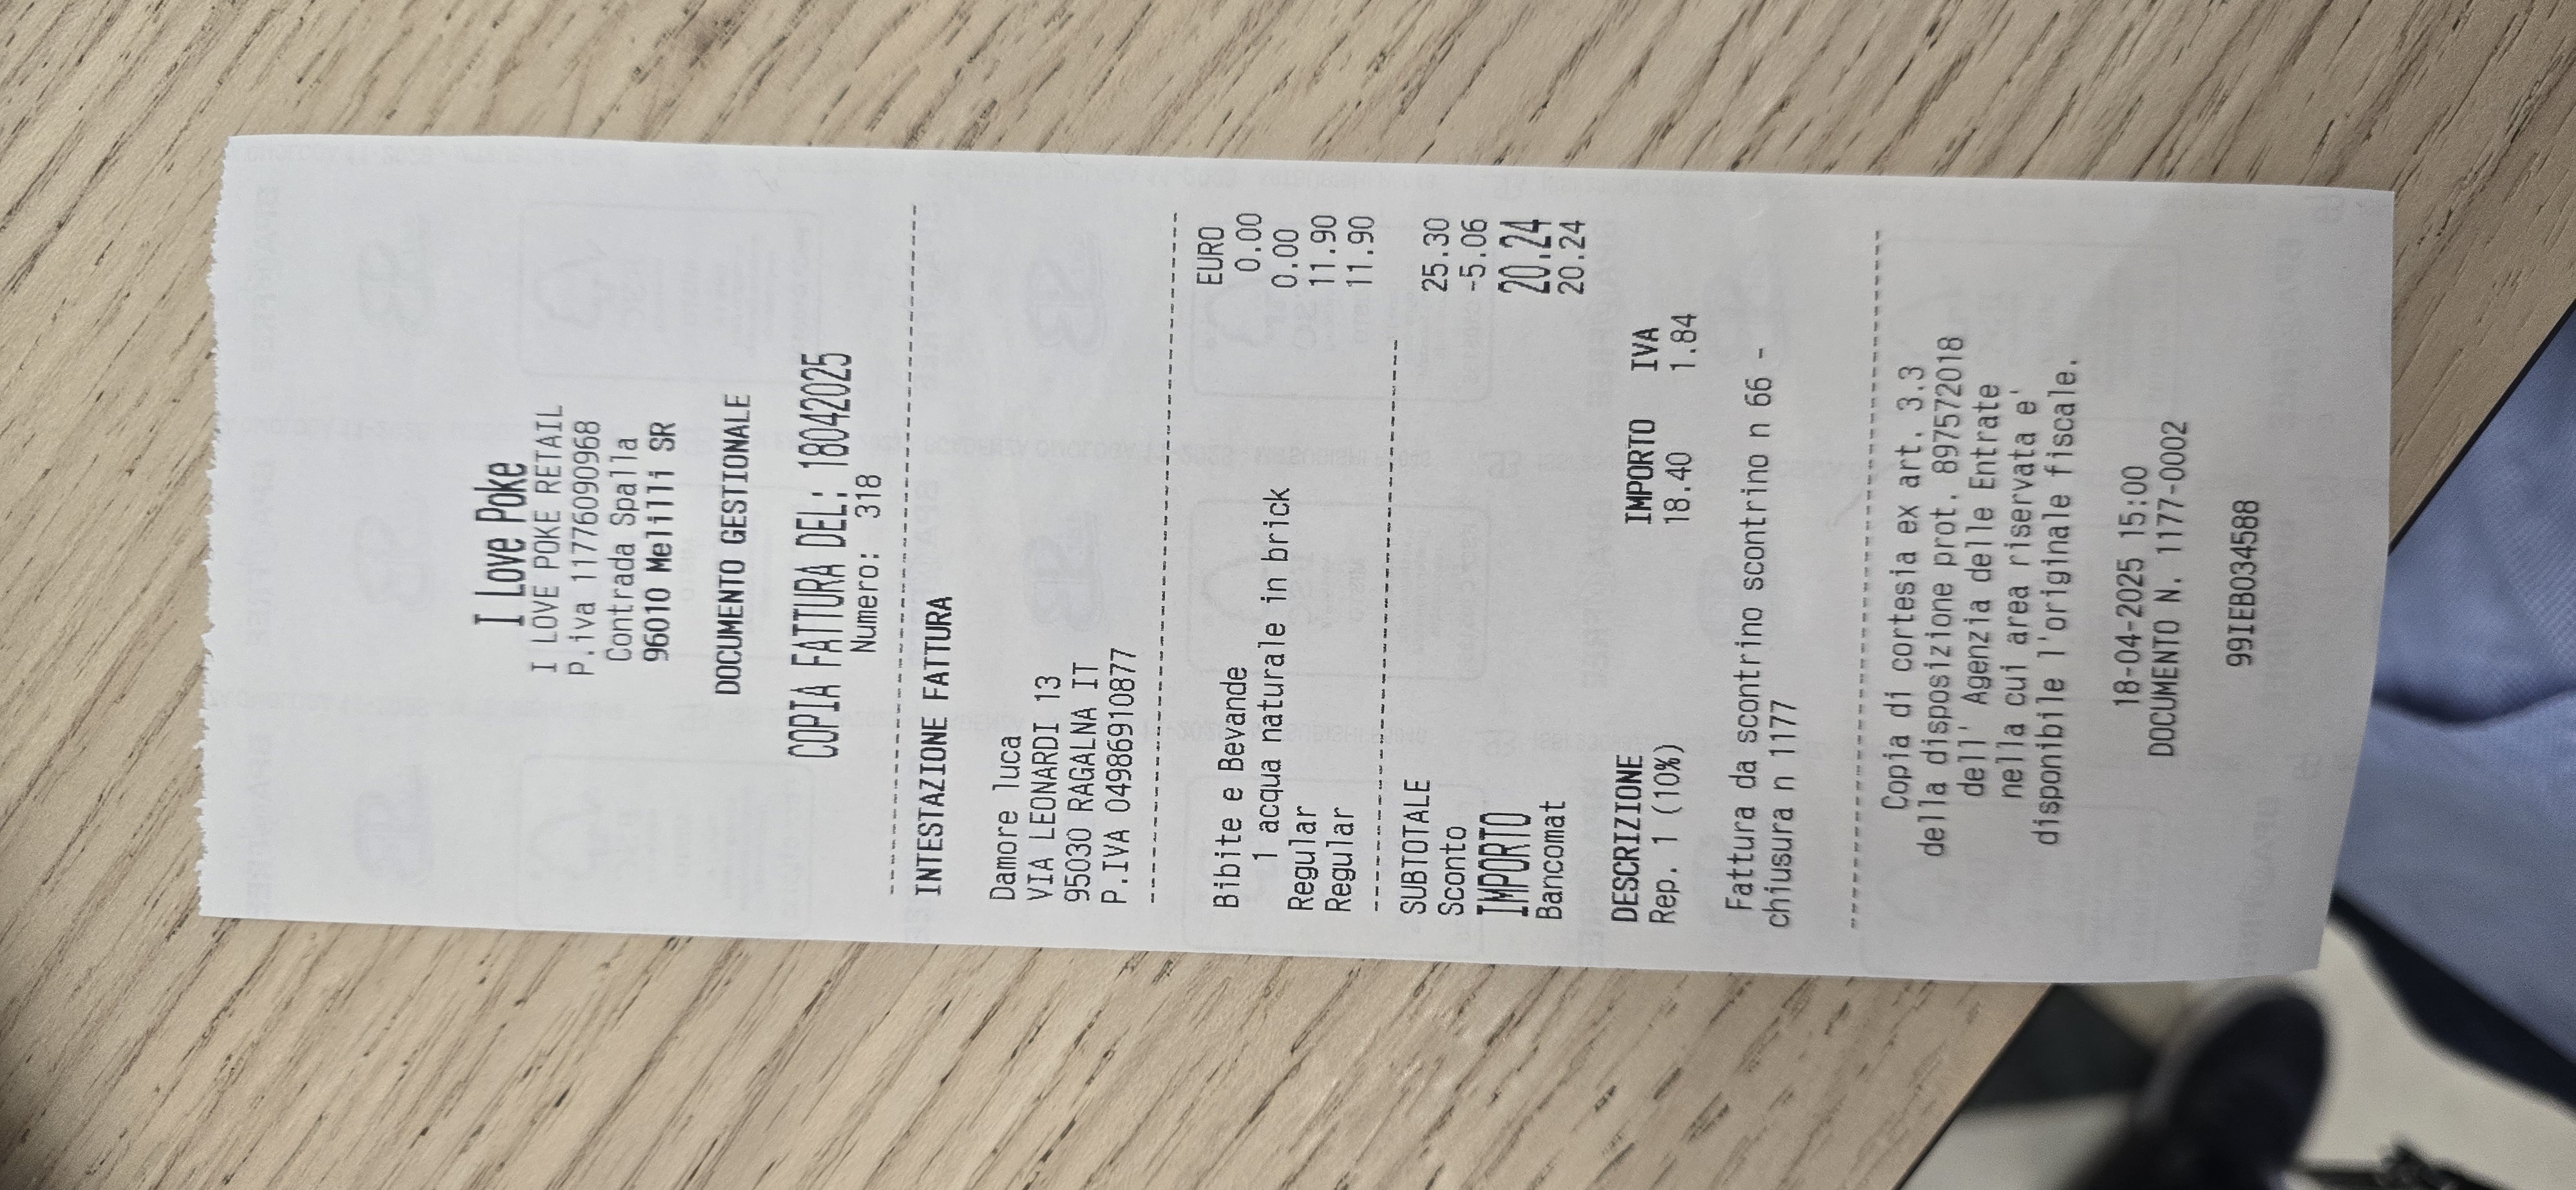 I Love Poke
I LOVE POKE RETAIL
P.iva 11776090968
Contrada Spalla
96010 Melilli SR
DOCUMENTO GESTIONALE
COPIA FATTURA DEL: 18042025
Numero: 318
INTESTAZIONE FATTURA
Damore luca
VIA LEONARDI 13
95030 RAGALNA IT
P.IVA 04986910877
EURO
Bibite e Bevande 0.00
1 acqua naturale in brick 0.00
Regular 11.90
Regular 11.90
SUBTOTALE 25.30
Sconto -5.06
IMPORTO 20.24
Bancomat 20.24
DESCRIZIONE IMPORTO IVA
Rep. 1 (10%) 18.40 1.84
Fattura da scontrino scontrino n 66 -
chiusura n 1177
Copia di cortesia ex art. 3.3
della disposizione prot. 897572018
dell' Agenzia delle Entrate
nella cui area riservata e'
disponibile l'originale fiscale.
18-04-2025 15:00
DOCUMENTO N. 1177-0002
99IEB034588